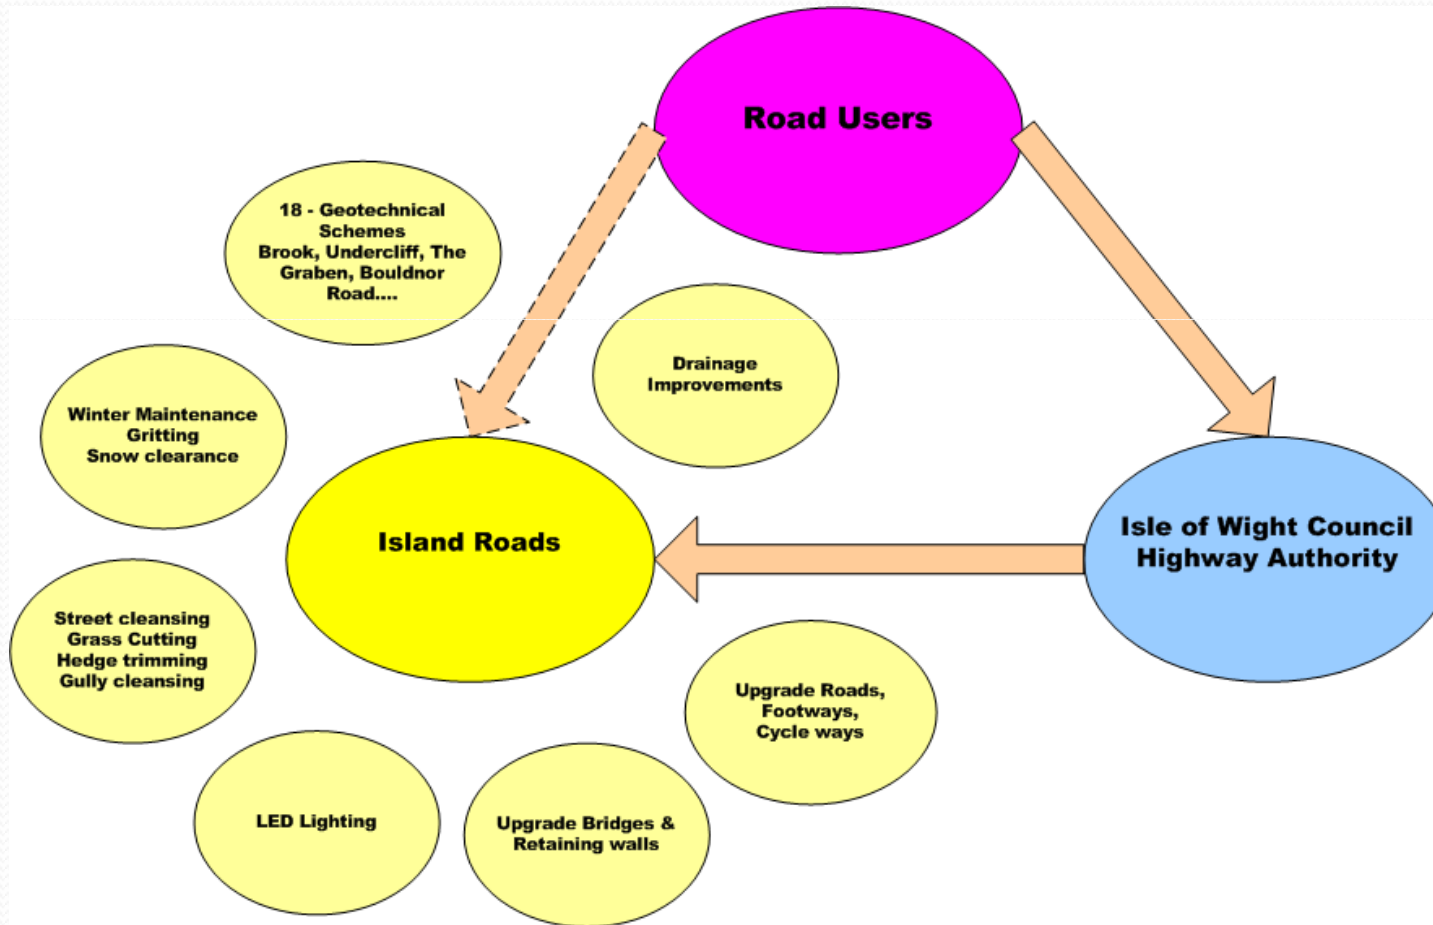 Road Users
18 - Geotechnical
Schemes
Brook, Undercliff, The
Graben, Bouldnor
Road....
Drainage
Improvements
Winter Maintenance
Gritting
Snow clearance
Island Roads
Isle of Wight Council
Highway Authority
Street cleansing
Grass Cutting
Hedge trimming
Gully cleansing
Upgrade Roads,
Footways,
Cycle ways
LED Lighting
Upgrade Bridges &
Retaining walls